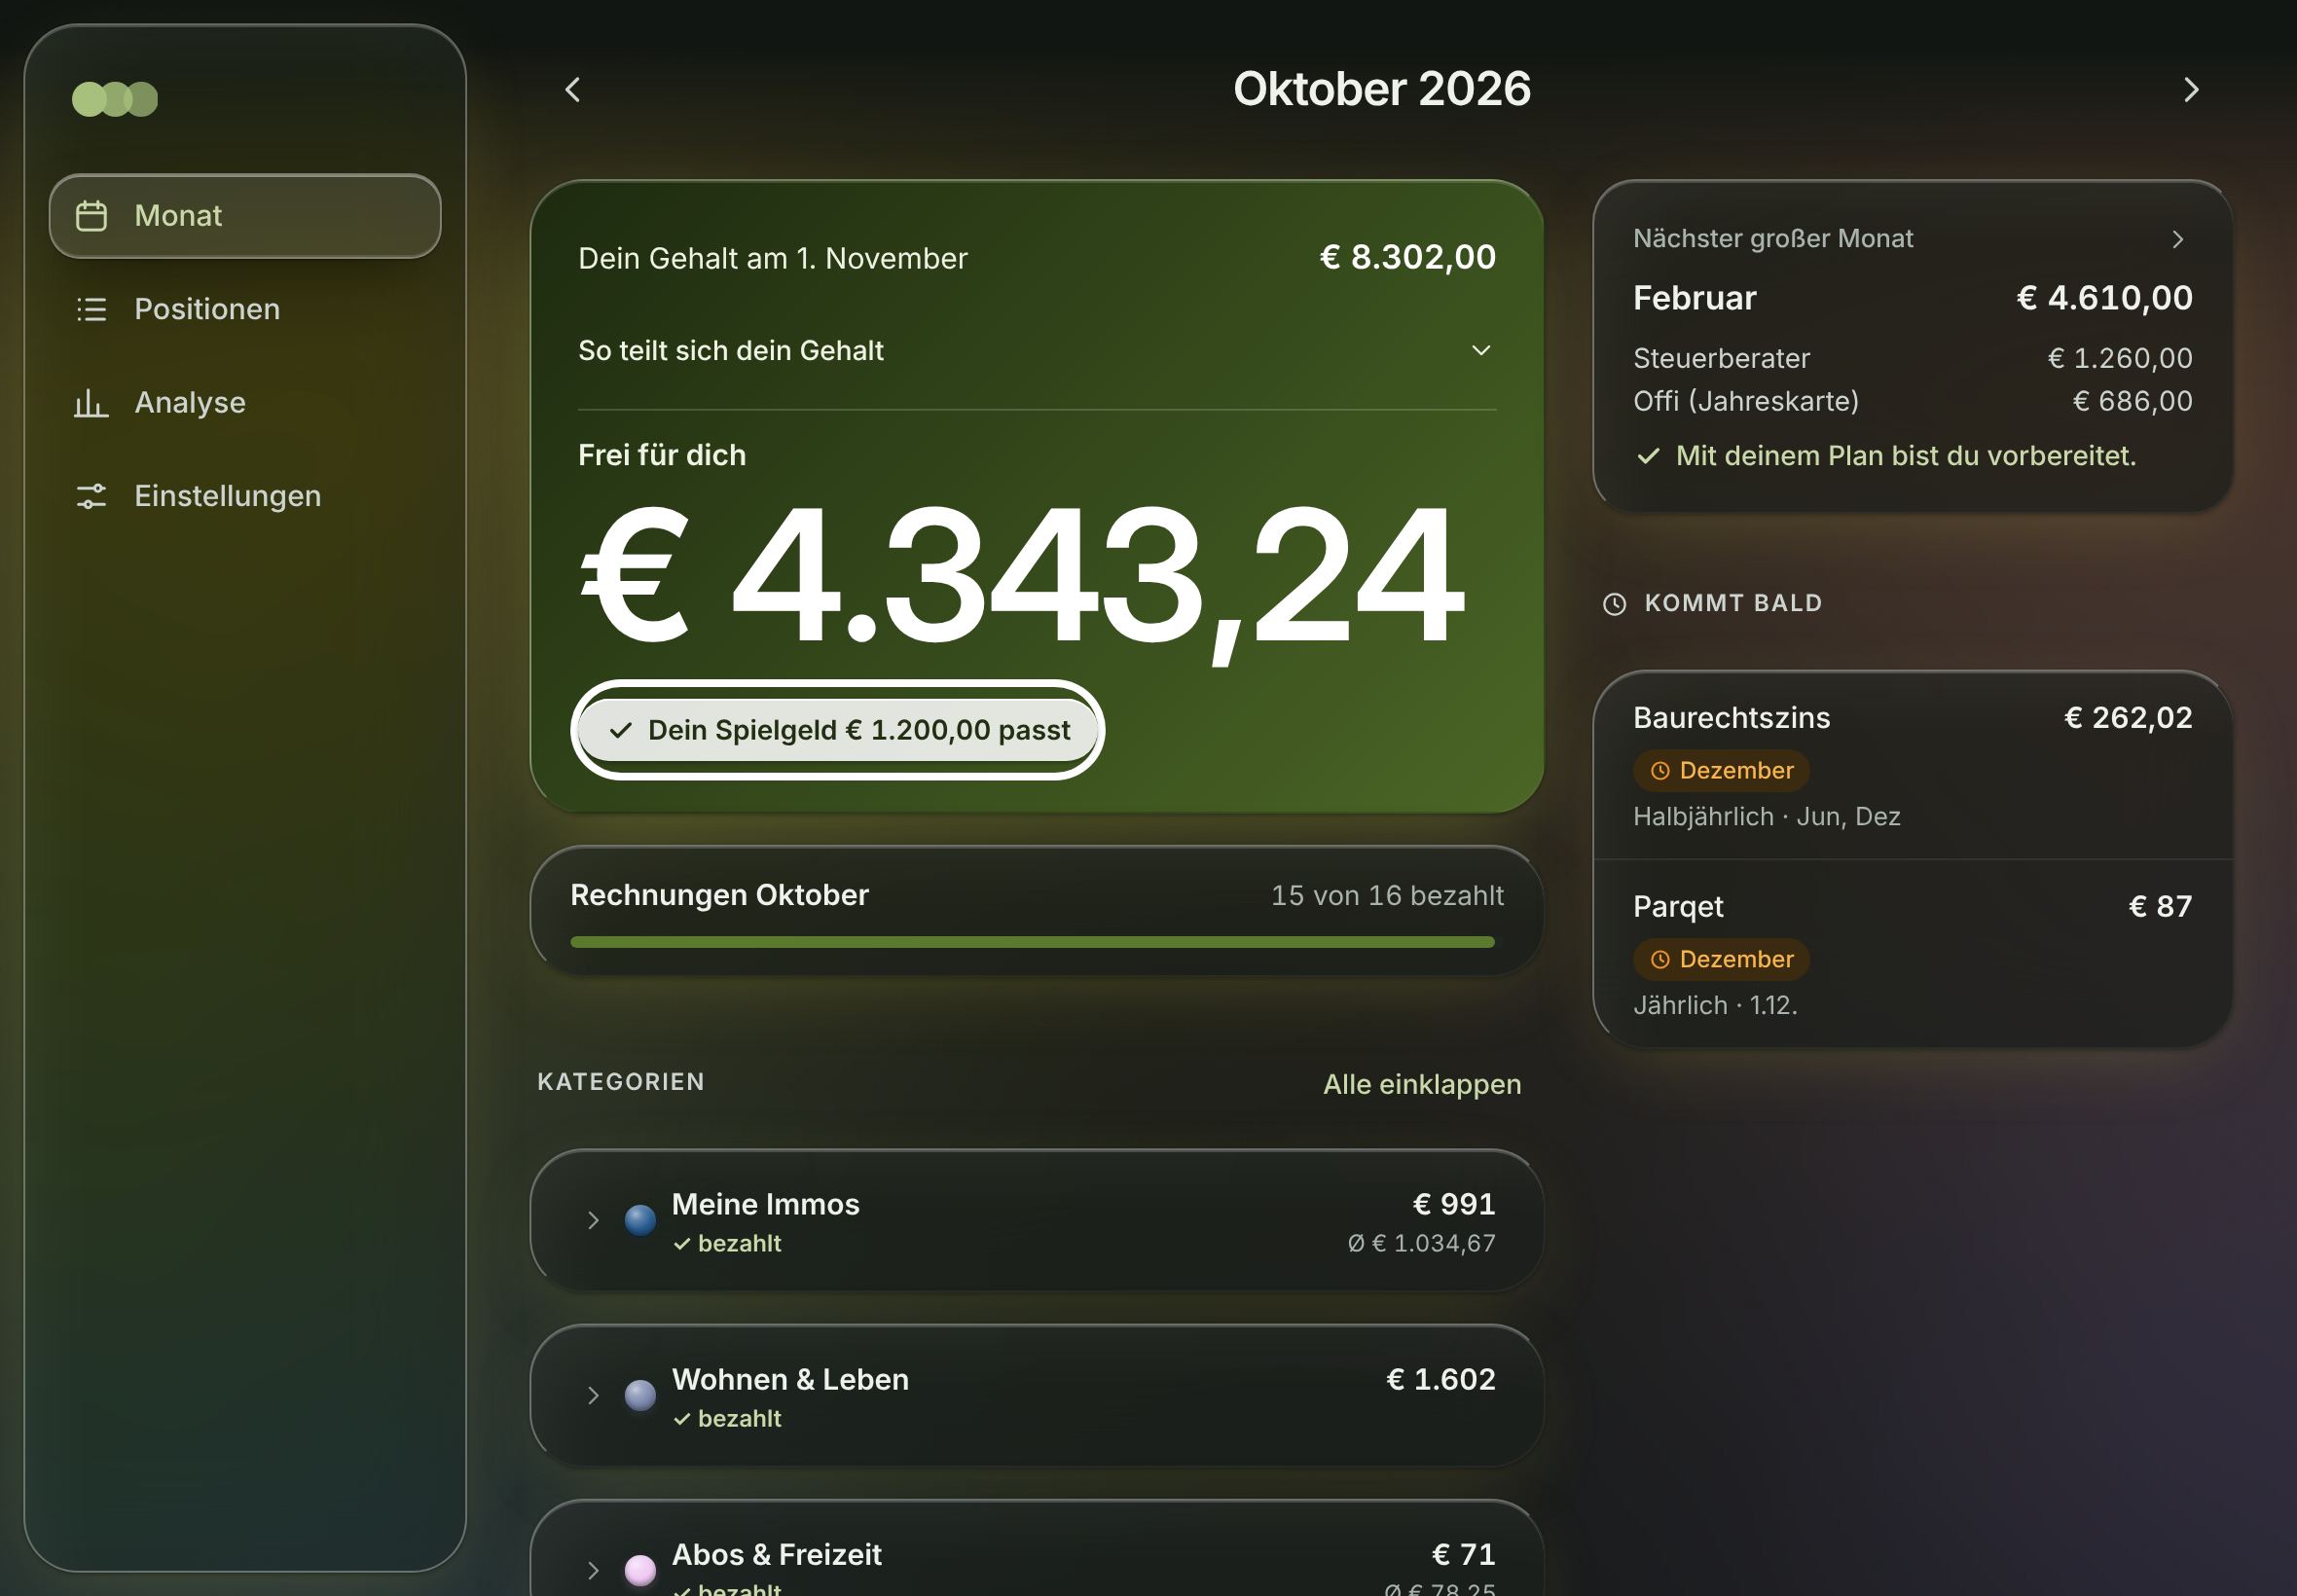 Oktober 2026
Monat
Positionen
Analyse
Einstellungen
Dein Gehalt am 1. November € 8.302,00
So teilt sich dein Gehalt
Frei für dich
€ 4.343,24
Dein Spielgeld € 1.200,00 passt
Rechnungen Oktober 15 von 16 bezahlt
KATEGORIEN Alle einklappen
Meine Immos € 991
bezahlt Ø € 1.034,67
Wohnen & Leben € 1.602
bezahlt
Abos & Freizeit € 71
bezahlt Ø € 78,25
Nächster großer Monat
Februar € 4.610,00
Steuerberater € 1.260,00
Offi (Jahreskarte) € 686,00
Mit deinem Plan bist du vorbereitet.
KOMMT BALD
Baurechtszins € 262,02
Dezember
Halbjährlich · Jun, Dez
Parqet € 87
Dezember
Jährlich · 1.12.